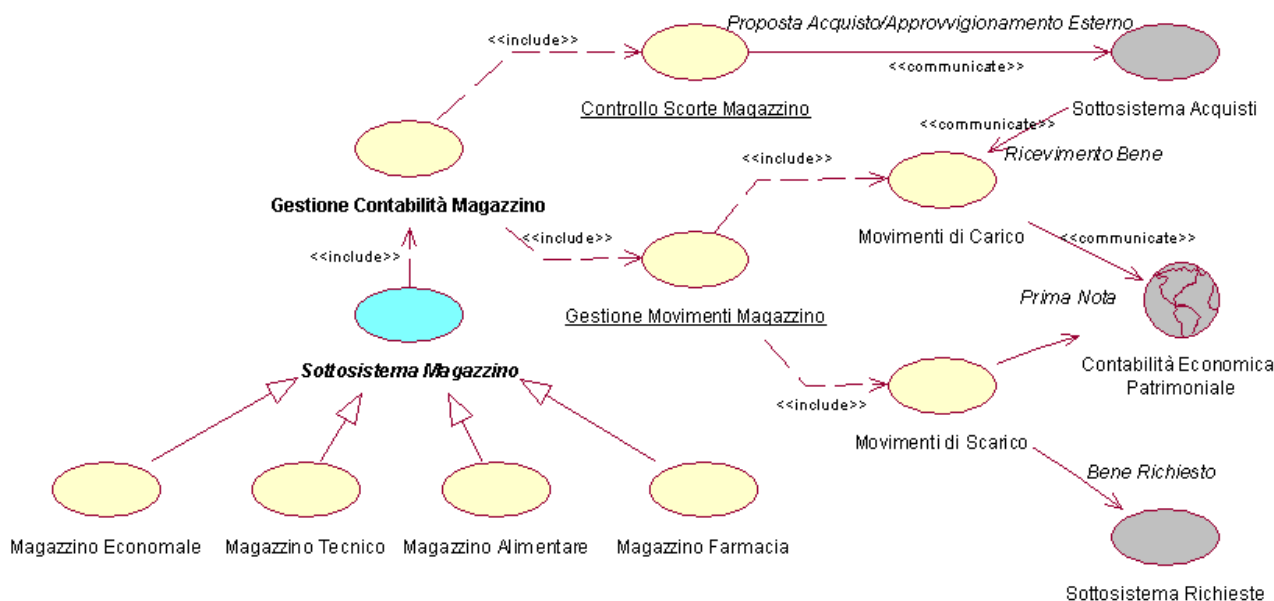 Proposta Acquisto/Approvvigionamento Esterno
<<include>>
<<communicate>>
Controllo Scorte Magazzino
Sottosistema Acquisti
<<communicate>>
Ricevimento Bene
<<include>>
Gestione Contabilità Magazzino
<<include>>
Movimenti di Carico
<<communicate>>
<<include>>
Prima Nota
Gestione Movimenti Magazzino
Contabilità Economica
Patrimoniale
Sottosistema Magazzino
<<include>>
Movimenti di Scarico
Bene Richiesto
Magazzino Economale
Magazzino Tecnico
Magazzino Alimentare
Magazzino Farmacia
Sottosistema Richieste